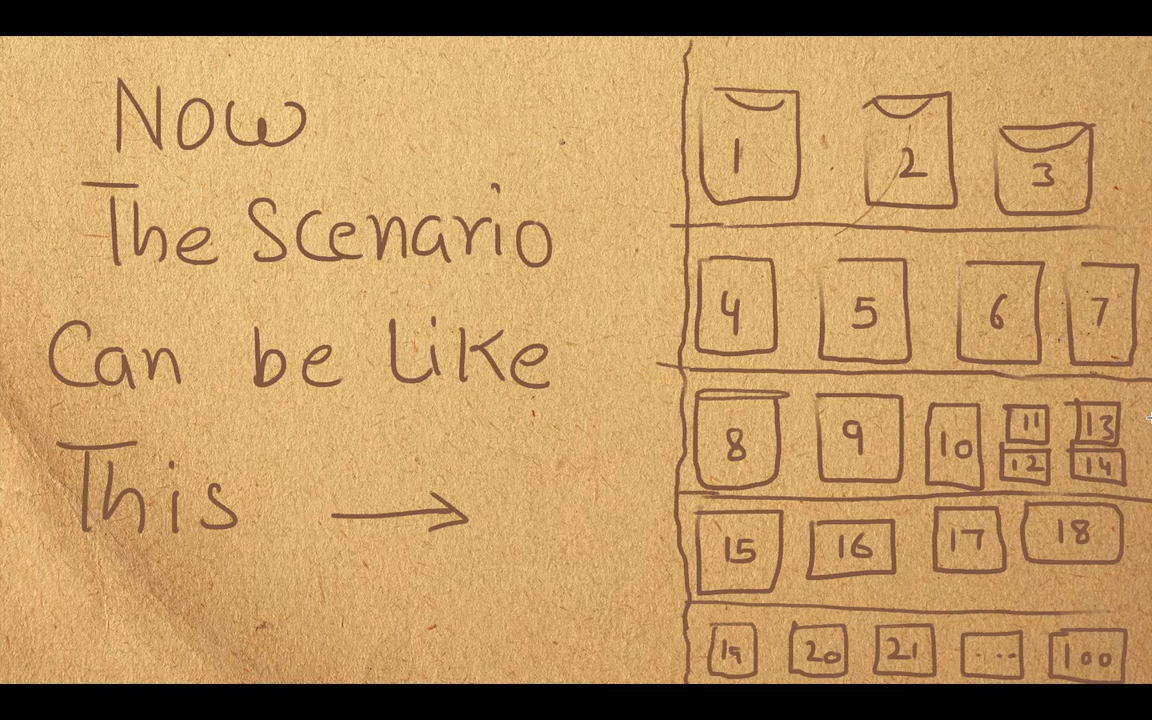 Now
The Scenario
Can be Like
This →
1 2 3
4 5 6 7
8 9 10 11 13
12 14
15 16 17 18
19 20 21 ... 100